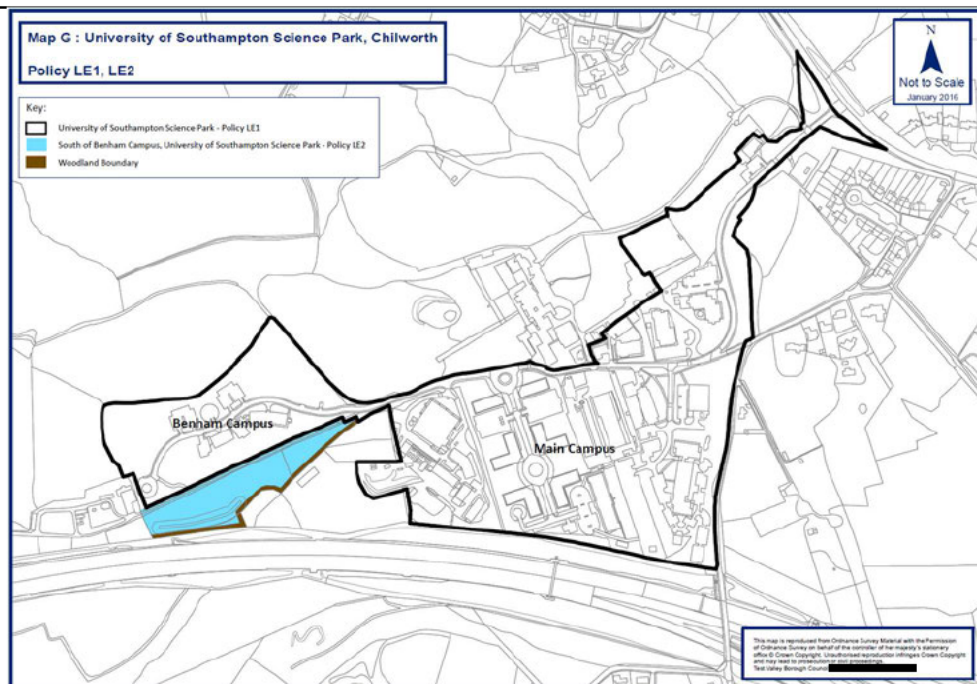 Map G : University of Southampton Science Park, Chilworth
Policy LE1, LE2
N
Not to Scale
January 2016
Key:
University of Southampton Science Park - Policy LE1
South of Benham Campus, University of Southampton Science Park - Policy LE2
Woodland Boundary
Benham Campus
Main Campus
This map is reproduced from Ordnance Survey Material with the Permission
of Ordnance Survey on behalf of the controller of her majesty's stationery
office © Crown Copyright. Unauthorised reproduction infringes Crown Copyright
and may lead to prosecution or civil proceedings.
Test Valley Borough Council